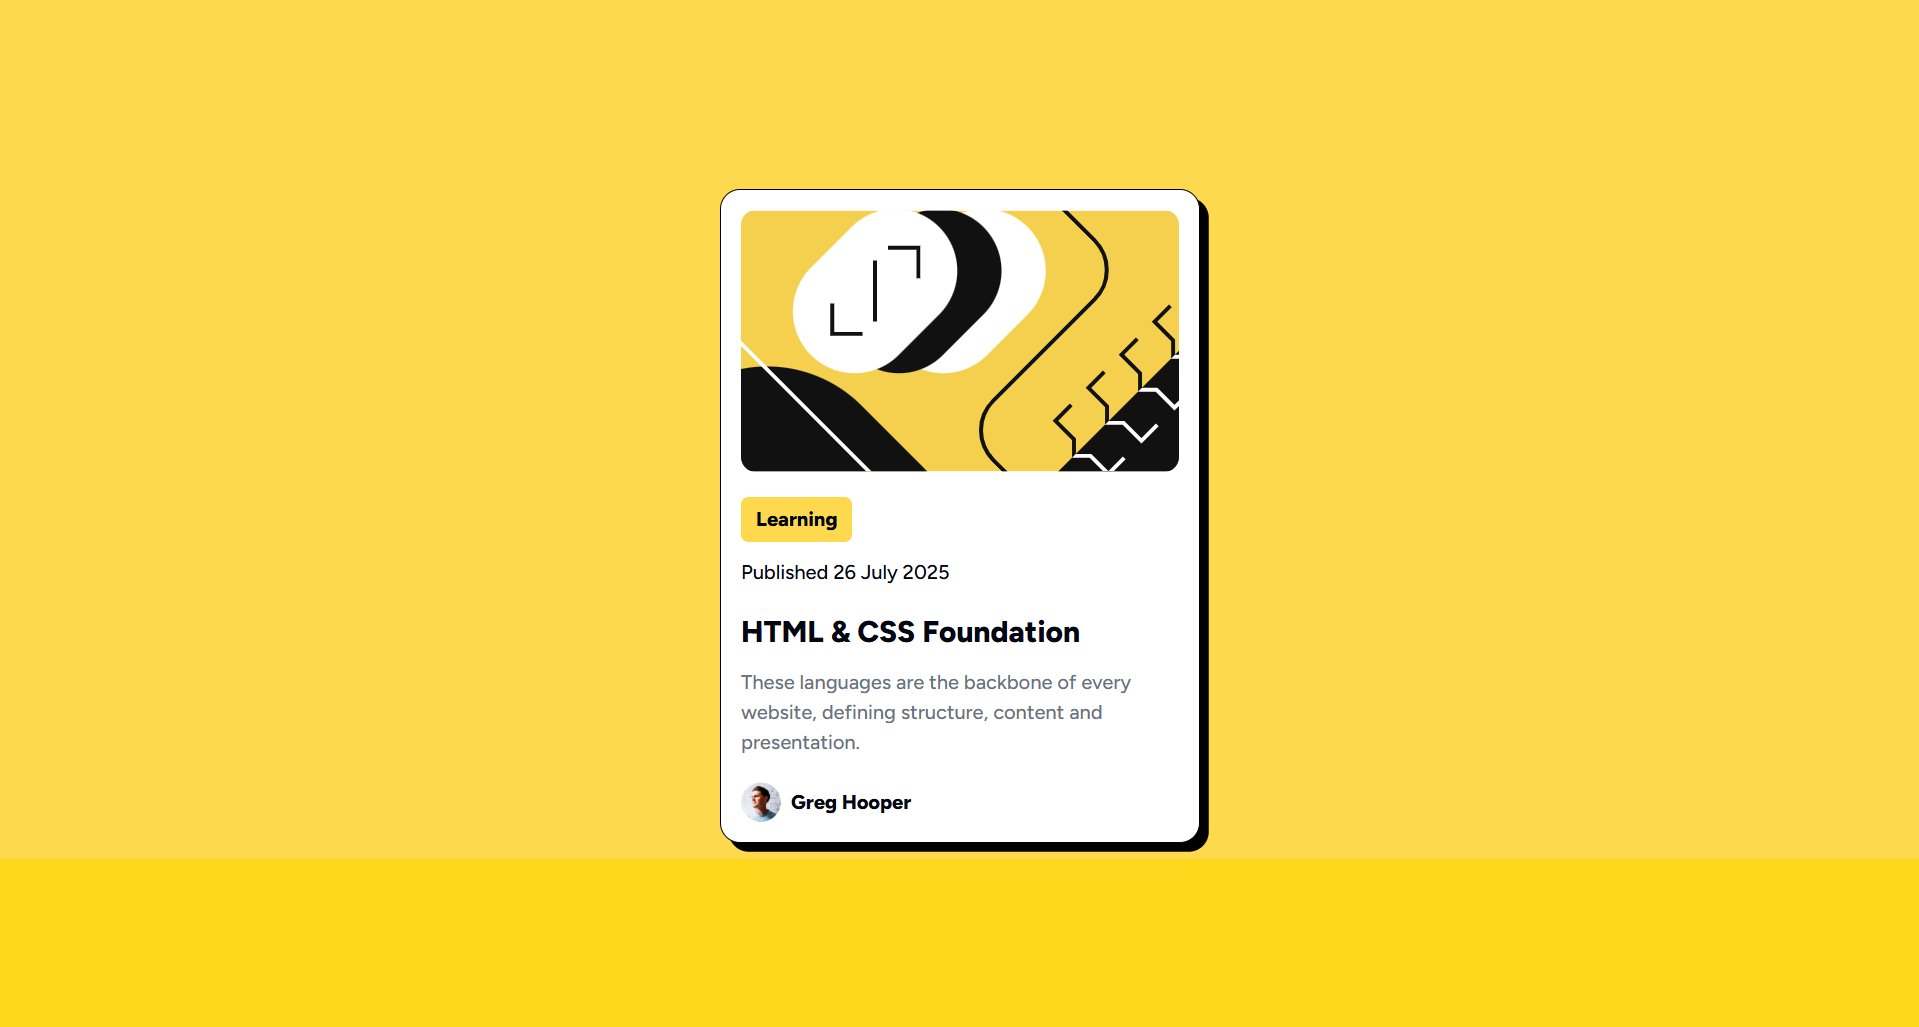 Learning
Published 26 July 2025
HTML & CSS Foundation
These languages are the backbone of every
website, defining structure, content and
presentation.
Greg Hooper